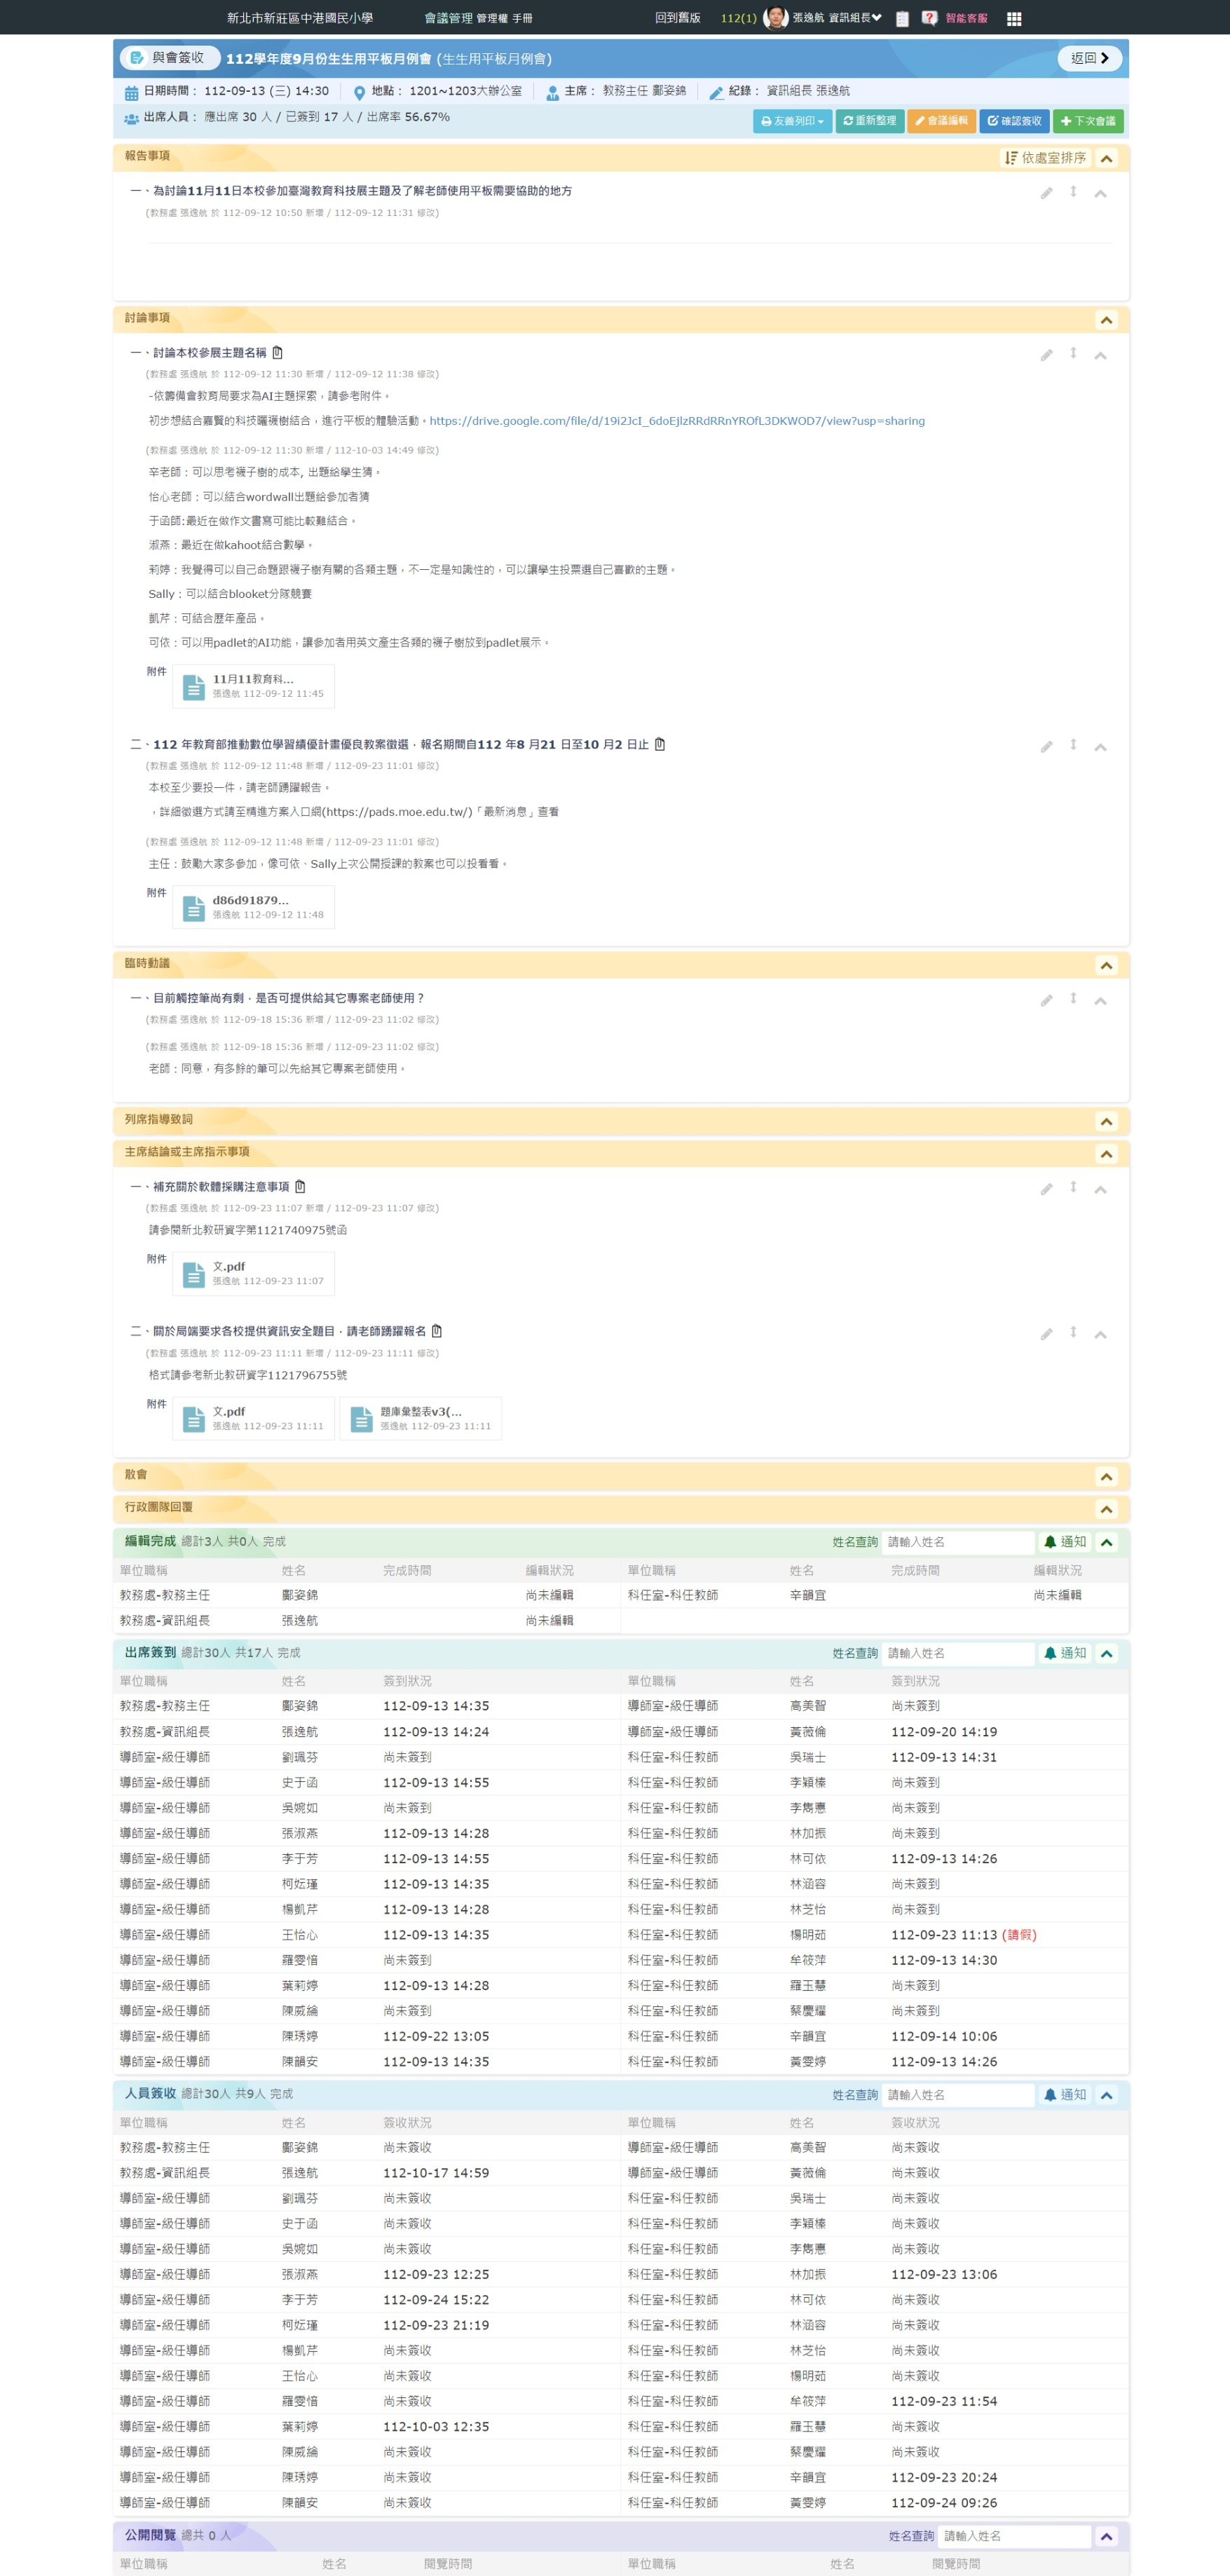 新北市新莊區中港國民小學 會議管理 管理權 手冊 回到舊版 112(1) 張逸航 資訊組長 智能客服
與會簽收 112學年度9月份生生用平板月例會 (生生用平板月例會) 返回
日期時間： 112-09-13 (三) 14:30 地點： 1201~1203大辦公室 主席： 教務主任 鄺姿錦 紀錄： 資訊組長 張逸航
出席人員： 應出席 30 人 / 已簽到 17 人 / 出席率 56.67% 友善列印 重新整理 會議編輯 確認簽收 下次會議
報告事項 依處室排序
一、為討論11月11日本校參加臺灣教育科技展主題及了解老師使用平板需要協助的地方
(教務處 張逸航 於 112-09-12 10:50 新增 / 112-09-12 11:31 修改)
討論事項
一、討論本校參展主題名稱
(教務處 張逸航 於 112-09-12 11:30 新增 / 112-09-12 11:38 修改)
-依籌備會教育局要求為AI主題探索，請參考附件。
初步想結合嘉賢的科技曬襪樹結合，進行平板的體驗活動。https://drive.google.com/file/d/19i2JcI_6doEJlzRRdRRnYROfL3DKWOD7/view?usp=sharing
(教務處 張逸航 於 112-09-12 11:30 新增 / 112-10-03 14:49 修改)
辛老師：可以思考襪子樹的成本, 出題給學生猜。
怡心老師：可以結合wordwall出題給參加者猜
于函師:最近在做作文書寫可能比較難結合。
淑燕：最近在做kahoot結合數學。
莉婷：我覺得可以自己命題跟襪子樹有關的各類主題，不一定是知識性的，可以讓學生投票選自己喜歡的主題。
Sally：可以結合blooket分隊競賽
凱芹：可結合歷年產品。
可依：可以用padlet的AI功能，讓參加者用英文產生各類的襪子樹放到padlet展示。
附件 11月11教育科...
張逸航 112-09-12 11:45
二、112 年教育部推動數位學習績優計畫優良教案徵選，報名期間自112 年8 月21 日至10 月2 日止
(教務處 張逸航 於 112-09-12 11:48 新增 / 112-09-23 11:01 修改)
本校至少要投一件，請老師踴躍報告。
，詳細徵選方式請至精進方案入口網(https://pads.moe.edu.tw/)「最新消息」查看
(教務處 張逸航 於 112-09-12 11:48 新增 / 112-09-23 11:01 修改)
主任：鼓勵大家多參加，像可依、Sally上次公開授課的教案也可以投看看。
附件 d86d91879...
張逸航 112-09-12 11:48
臨時動議
一、目前觸控筆尚有剩，是否可提供給其它專案老師使用？
(教務處 張逸航 於 112-09-18 15:36 新增 / 112-09-23 11:02 修改)
(教務處 張逸航 於 112-09-18 15:36 新增 / 112-09-23 11:02 修改)
老師：同意，有多餘的筆可以先給其它專案老師使用。
列席指導致詞
主席結論或主席指示事項
一、補充關於軟體採購注意事項
(教務處 張逸航 於 112-09-23 11:07 新增 / 112-09-23 11:07 修改)
請參閱新北教研資字第1121740975號函
附件 文.pdf
張逸航 112-09-23 11:07
二、關於局端要求各校提供資訊安全題目，請老師踴躍報名
(教務處 張逸航 於 112-09-23 11:11 新增 / 112-09-23 11:11 修改)
格式請參考新北教研資字1121796755號
附件 文.pdf 題庫彙整表v3(...
張逸航 112-09-23 11:11 張逸航 112-09-23 11:11
散會
行政團隊回覆
編輯完成 總計3人 共0人 完成 姓名查詢 請輸入姓名 通知
單位職稱 姓名 完成時間 編輯狀況 單位職稱 姓名 完成時間 編輯狀況
教務處-教務主任 鄺姿錦 尚未編輯 科任室-科任教師 辛韻宜 尚未編輯
教務處-資訊組長 張逸航 尚未編輯
出席簽到 總計30人 共17人 完成 姓名查詢 請輸入姓名 通知
單位職稱 姓名 簽到狀況 單位職稱 姓名 簽到狀況
教務處-教務主任 鄺姿錦 112-09-13 14:35 導師室-級任導師 高美智 尚未簽到
教務處-資訊組長 張逸航 112-09-13 14:24 導師室-級任導師 黃薇倫 112-09-20 14:19
導師室-級任導師 劉珮芬 尚未簽到 科任室-科任教師 吳瑞士 112-09-13 14:31
導師室-級任導師 史于函 112-09-13 14:55 科任室-科任教師 李穎榛 尚未簽到
導師室-級任導師 吳婉如 尚未簽到 科任室-科任教師 李雋憓 尚未簽到
導師室-級任導師 張淑燕 112-09-13 14:28 科任室-科任教師 林加振 尚未簽到
導師室-級任導師 李于芳 112-09-13 14:55 科任室-科任教師 林可依 112-09-13 14:26
導師室-級任導師 柯妘瑾 112-09-13 14:35 科任室-科任教師 林涵容 尚未簽到
導師室-級任導師 楊凱芹 112-09-13 14:28 科任室-科任教師 林芝怡 尚未簽到
導師室-級任導師 王怡心 112-09-13 14:35 科任室-科任教師 楊明茹 112-09-23 11:13 (請假)
導師室-級任導師 羅雯愔 尚未簽到 科任室-科任教師 牟筱萍 112-09-13 14:30
導師室-級任導師 葉莉婷 112-09-13 14:28 科任室-科任教師 羅玉慧 尚未簽到
導師室-級任導師 陳威綸 尚未簽到 科任室-科任教師 蔡慶耀 尚未簽到
導師室-級任導師 陳琇婷 112-09-22 13:05 科任室-科任教師 辛韻宜 112-09-14 10:06
導師室-級任導師 陳韻安 112-09-13 14:35 科任室-科任教師 黃雯婷 112-09-13 14:26
人員簽收 總計30人 共9人 完成 姓名查詢 請輸入姓名 通知
單位職稱 姓名 簽收狀況 單位職稱 姓名 簽收狀況
教務處-教務主任 鄺姿錦 尚未簽收 導師室-級任導師 高美智 尚未簽收
教務處-資訊組長 張逸航 112-10-17 14:59 導師室-級任導師 黃薇倫 尚未簽收
導師室-級任導師 劉珮芬 尚未簽收 科任室-科任教師 吳瑞士 尚未簽收
導師室-級任導師 史于函 尚未簽收 科任室-科任教師 李穎榛 尚未簽收
導師室-級任導師 吳婉如 尚未簽收 科任室-科任教師 李雋憓 尚未簽收
導師室-級任導師 張淑燕 112-09-23 12:25 科任室-科任教師 林加振 112-09-23 13:06
導師室-級任導師 李于芳 112-09-24 15:22 科任室-科任教師 林可依 尚未簽收
導師室-級任導師 柯妘瑾 112-09-23 21:19 科任室-科任教師 林涵容 尚未簽收
導師室-級任導師 楊凱芹 尚未簽收 科任室-科任教師 林芝怡 尚未簽收
導師室-級任導師 王怡心 尚未簽收 科任室-科任教師 楊明茹 尚未簽收
導師室-級任導師 羅雯愔 尚未簽收 科任室-科任教師 牟筱萍 112-09-23 11:54
導師室-級任導師 葉莉婷 112-10-03 12:35 科任室-科任教師 羅玉慧 尚未簽收
導師室-級任導師 陳威綸 尚未簽收 科任室-科任教師 蔡慶耀 尚未簽收
導師室-級任導師 陳琇婷 尚未簽收 科任室-科任教師 辛韻宜 112-09-23 20:24
導師室-級任導師 陳韻安 尚未簽收 科任室-科任教師 黃雯婷 112-09-24 09:26
公開閱覽 總共 0 人 姓名查詢 請輸入姓名
單位職稱 姓名 閱覽時間 單位職稱 姓名 閱覽時間